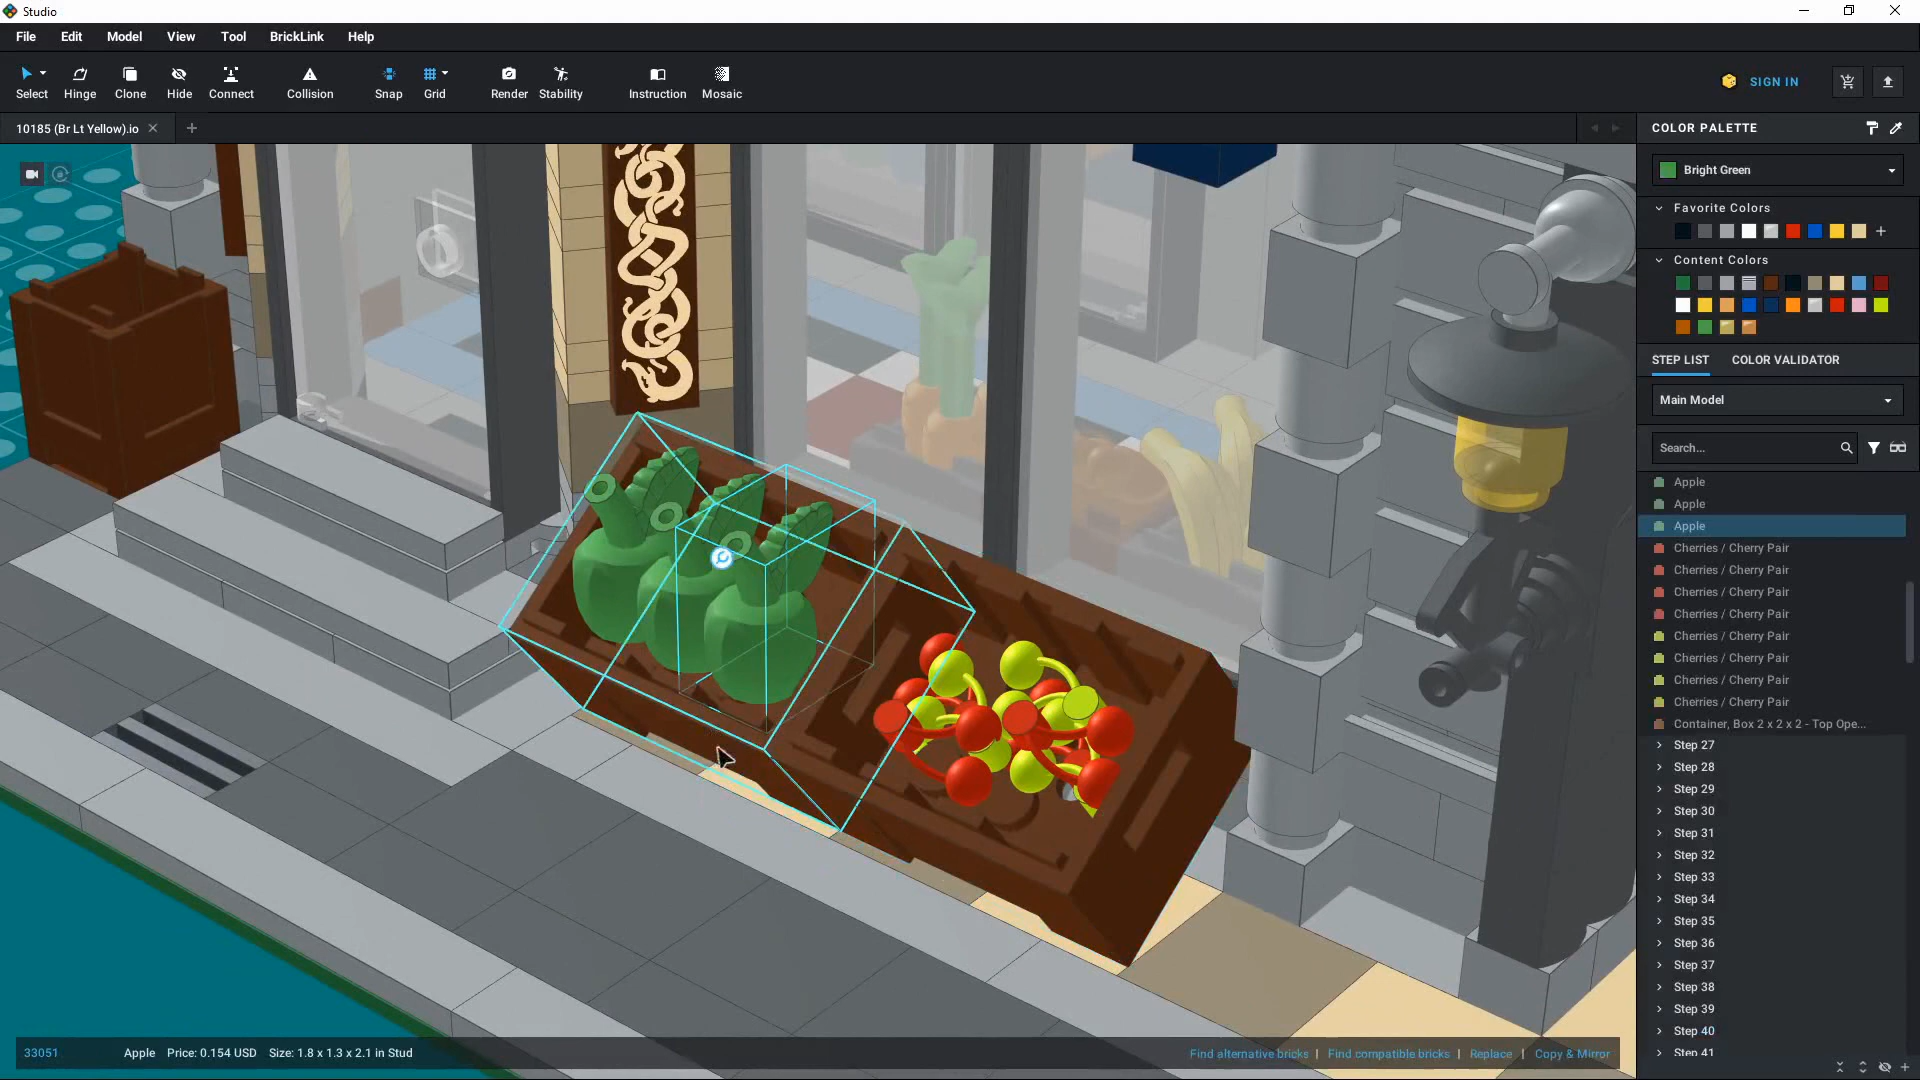 Studio
File Edit Model View Tool BrickLink Help
Select Hinge Clone Hide Connect Collision Snap Grid Render Stability Instruction Mosaic SIGN IN
10185 (Br Lt Yellow).io
COLOR PALETTE
Bright Green
Favorite Colors
Content Colors
STEP LIST COLOR VALIDATOR
Main Model
Search...
Apple
Apple
Apple
Cherries / Cherry Pair
Cherries / Cherry Pair
Cherries / Cherry Pair
Cherries / Cherry Pair
Cherries / Cherry Pair
Cherries / Cherry Pair
Cherries / Cherry Pair
Cherries / Cherry Pair
Container, Box 2 x 2 x 2 - Top Ope...
Step 27
Step 28
Step 29
Step 30
Step 31
Step 32
Step 33
Step 34
Step 35
Step 36
Step 37
Step 38
Step 39
Step 40
Step 41
33051 Apple Price: 0.154 USD Size: 1.8 x 1.3 x 2.1 in Stud
Find alternative bricks | Find compatible bricks | Replace | Copy & Mirror